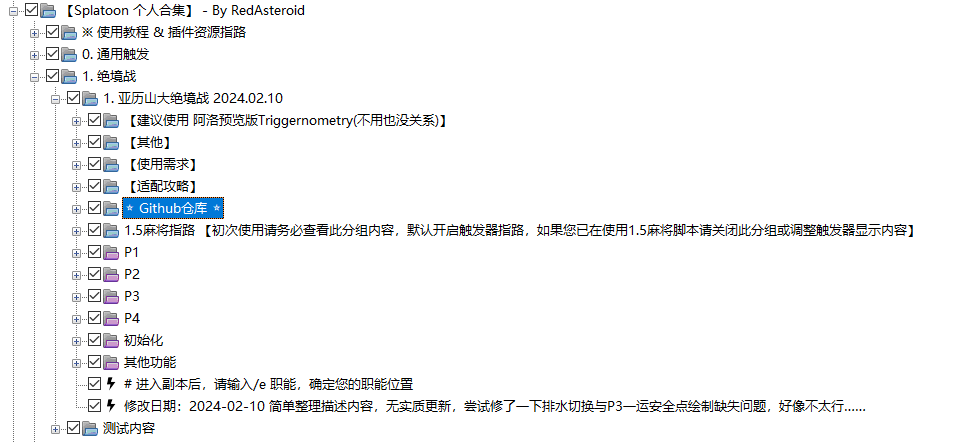 【Splatoon 个人合集】 - By RedAsteroid
※ 使用教程 & 插件资源指路
0. 通用触发
1. 绝境战
1. 亚历山大绝境战 2024.02.10
【建议使用 阿洛预览版Triggernometry(不用也没关系)】
【其他】
【使用需求】
【适配攻略】
* Github仓库 *
1.5麻将指路 【初次使用请务必查看此分组内容，默认开启触发器指路，如果您已在使用1.5麻将脚本请关闭此分组或调整触发器显示内容】
P1
P2
P3
P4
初始化
其他功能
# 进入副本后，请输入/e 职能，确定您的职能位置
修改日期：2024-02-10 简单整理描述内容，无实质更新，尝试修了一下排水切换与P3一运安全点绘制缺失问题，好像不太行......
测试内容